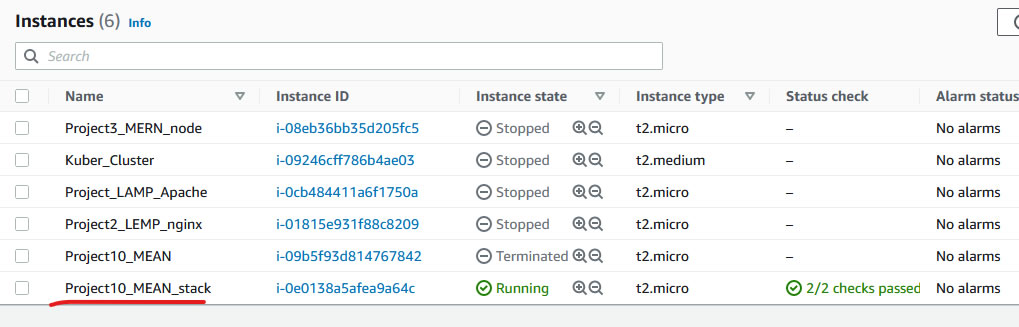 Instances (6) Info
Search
Name Instance ID Instance state Instance type Status check Alarm status
Project3_MERN_node i-08eb36bb35d205fc5 Stopped t2.micro – No alarms
Kuber_Cluster i-09246cff786b4ae03 Stopped t2.medium – No alarms
Project_LAMP_Apache i-0cb484411a6f1750a Stopped t2.micro – No alarms
Project2_LEMP_nginx i-01815e931f88c8209 Stopped t2.micro – No alarms
Project10_MEAN i-09b5f93d814767842 Terminated t2.micro – No alarms
Project10_MEAN_stack i-0e0138a5afea9a64c Running t2.micro 2/2 checks passed No alarms